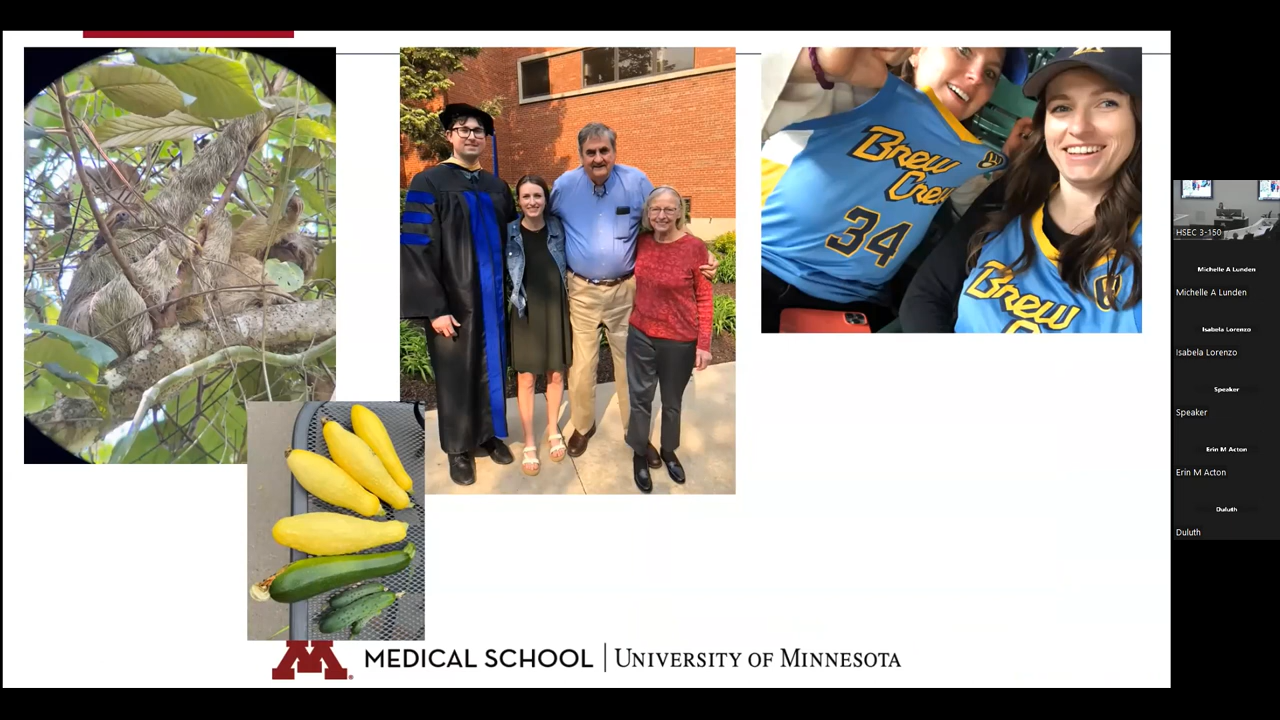 Brew
Crew
34
Brew
HSEC 3-150
Michelle A Lunden
Michelle A Lunden
Isabela Lorenzo
Isabela Lorenzo
Speaker
Speaker
Erin M Acton
Erin M Acton
Duluth
Duluth
M
MEDICAL SCHOOL | UNIVERSITY OF MINNESOTA